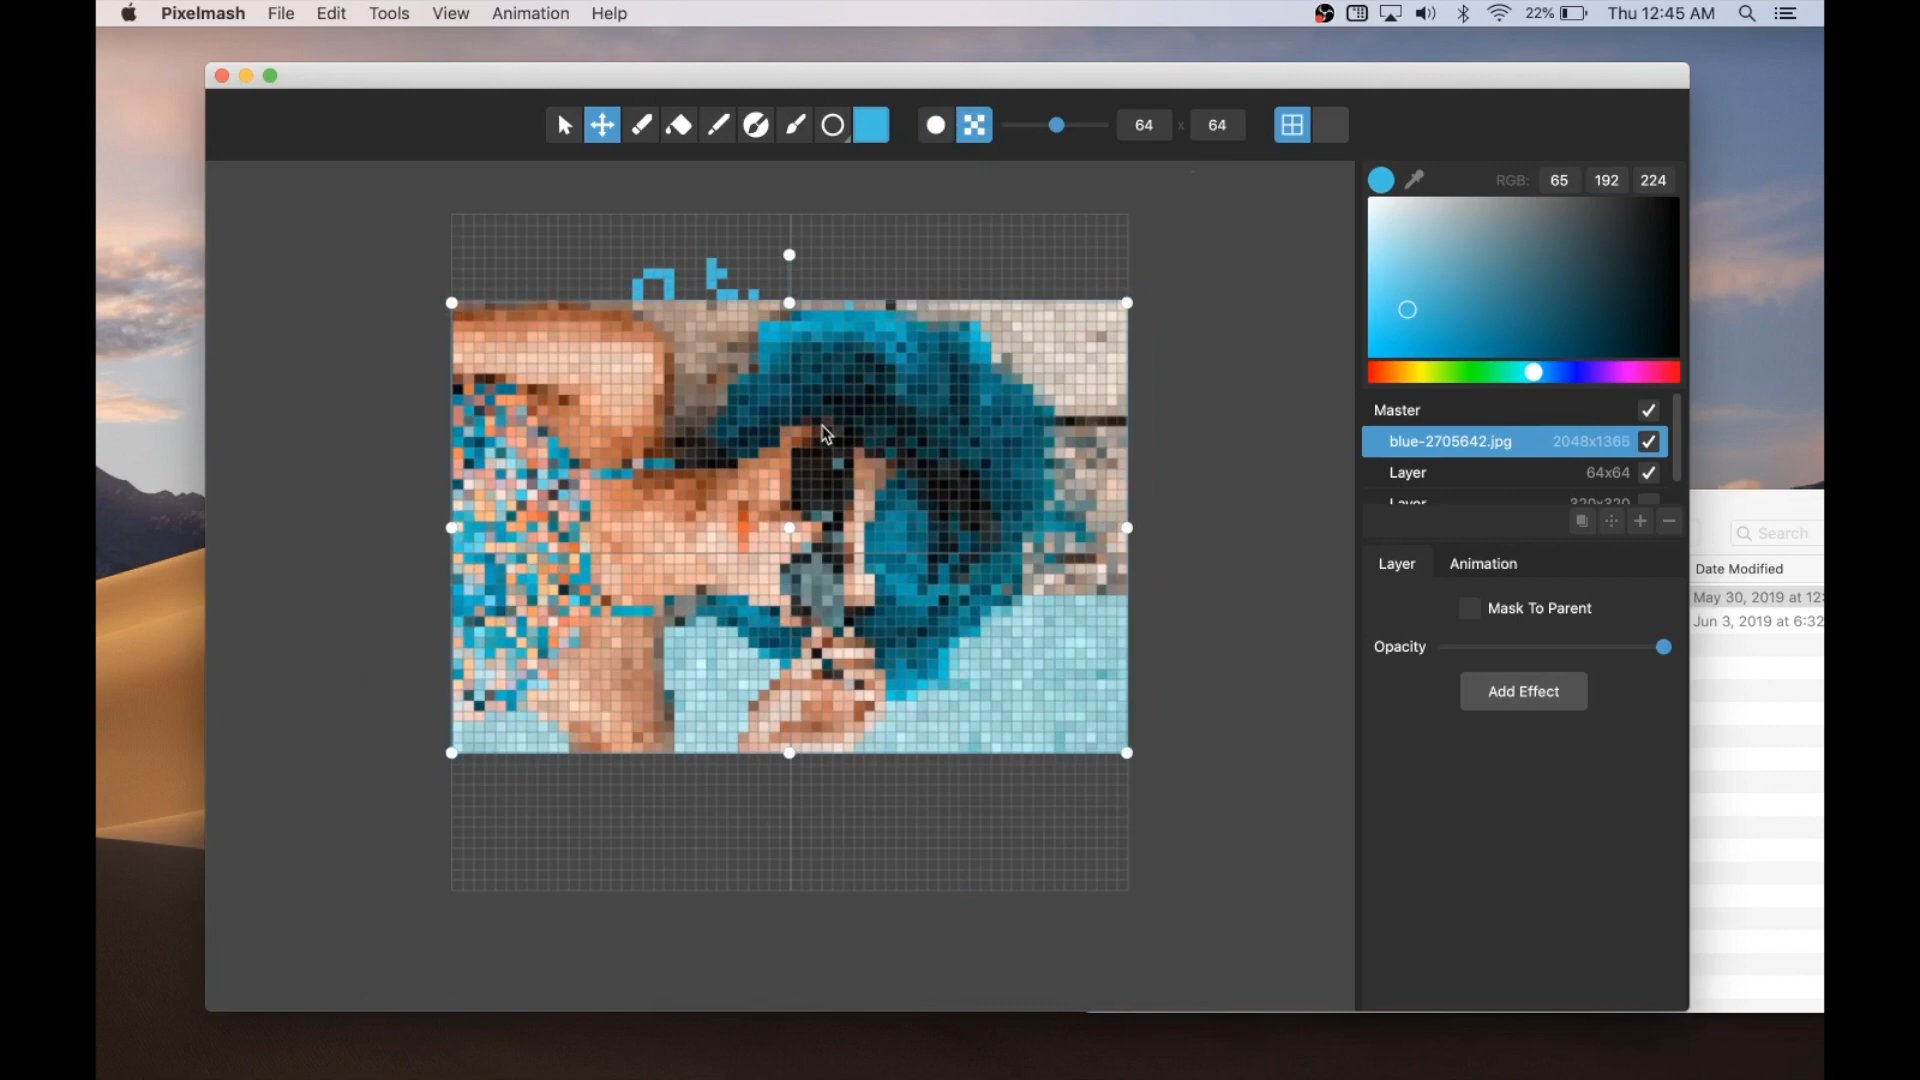 Pixelmash File Edit Tools View Animation Help 22% Thu 12:45 AM
64 x 64
RGB: 65 192 224
Master
blue-2705642.jpg 2048x1365
Layer 64x64
Layer 320x320
Search
Layer Animation
Date Modified
May 30, 2019 at 12:
Mask To Parent
Jun 3, 2019 at 6:32
Opacity
Add Effect